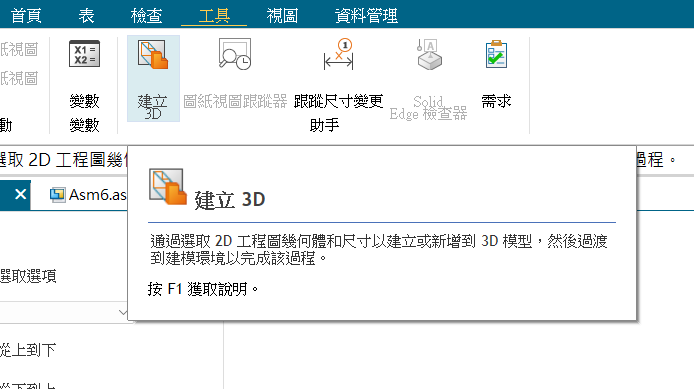 首頁 表 檢查 工具 視圖 資料管理
紙視圖
紙視圖
動
X1 =
X2 =
變數
變數
建立
3D
圖紙視圖跟蹤器
1
跟蹤尺寸變更
助手
A
Solid
Edge 檢查器
需求
選取 2D 工程圖幾 過程。
Asm6.as
建立 3D
通過選取 2D 工程圖幾何體和尺寸以建立或新增到 3D 模型，然後過渡
到建模環境以完成該過程。
按 F1 獲取說明。
選取選項
從上到下